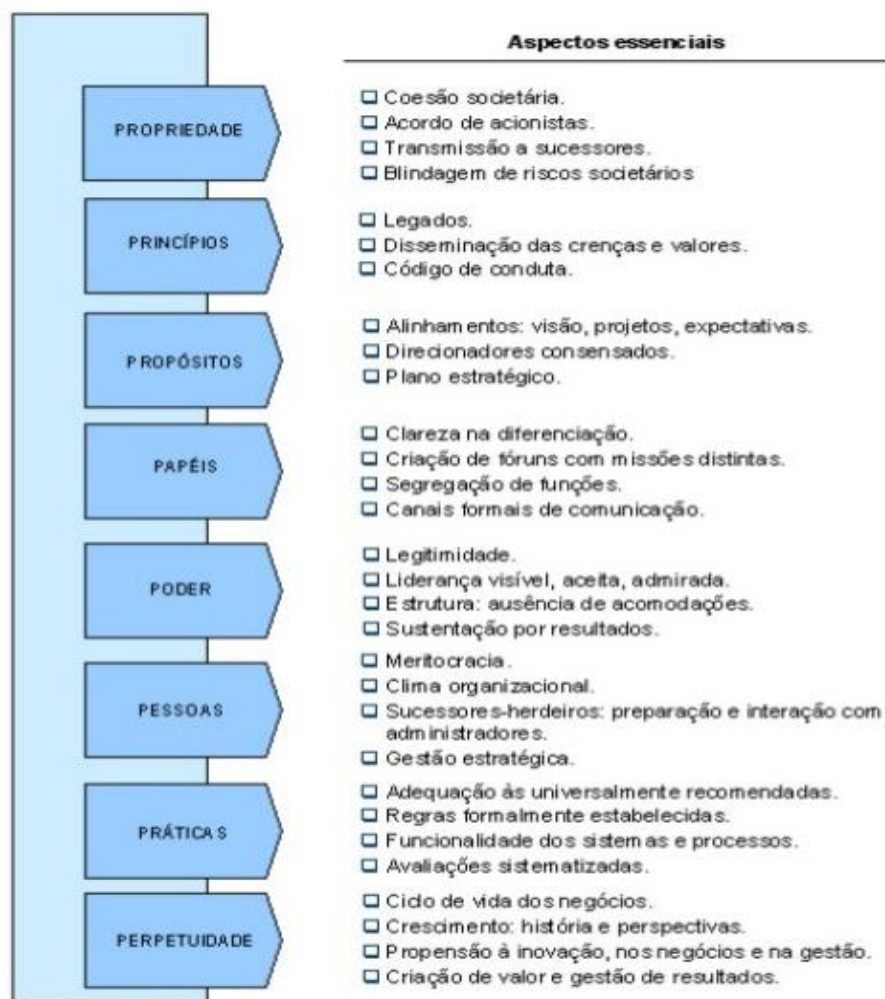 Aspectos essenciais
PROPRIEDADE
❑ Coesão societária.
❑ Acordo de acionistas.
❑ Transmissão a sucessores.
❑ Blindagem de riscos societários
PRINCÍPIOS
❑ Legados.
❑ Disseminação das crenças e valores.
❑ Código de conduta.
PROPÓSITOS
❑ Alinhamentos: visão, projetos, expectativas.
❑ Direcionadores consensados.
❑ Plano estratégico.
PAPÉIS
❑ Clareza na diferenciação.
❑ Criação de fóruns com missões distintas.
❑ Segregação de funções.
❑ Canais formais de comunicação.
PODER
❑ Legitimidade.
❑ Liderança visível, aceita, admirada.
❑ Estrutura: ausência de acomodações.
❑ Sustentação por resultados.
PESSOAS
❑ Meritocracia.
❑ Clima organizacional.
❑ Sucessores-herdeiros: preparação e interação com
administradores.
❑ Gestão estratégica.
PRÁTICAS
❑ Adequação às universalmente recomendadas.
❑ Regras formalmente estabelecidas.
❑ Funcionalidade dos sistemas e processos.
❑ Avaliações sistematizadas.
PERPETUIDADE
❑ Ciclo de vida dos negócios.
❑ Crescimento: história e perspectivas.
❑ Propensão à inovação, nos negócios e na gestão.
❑ Criação de valor e gestão de resultados.